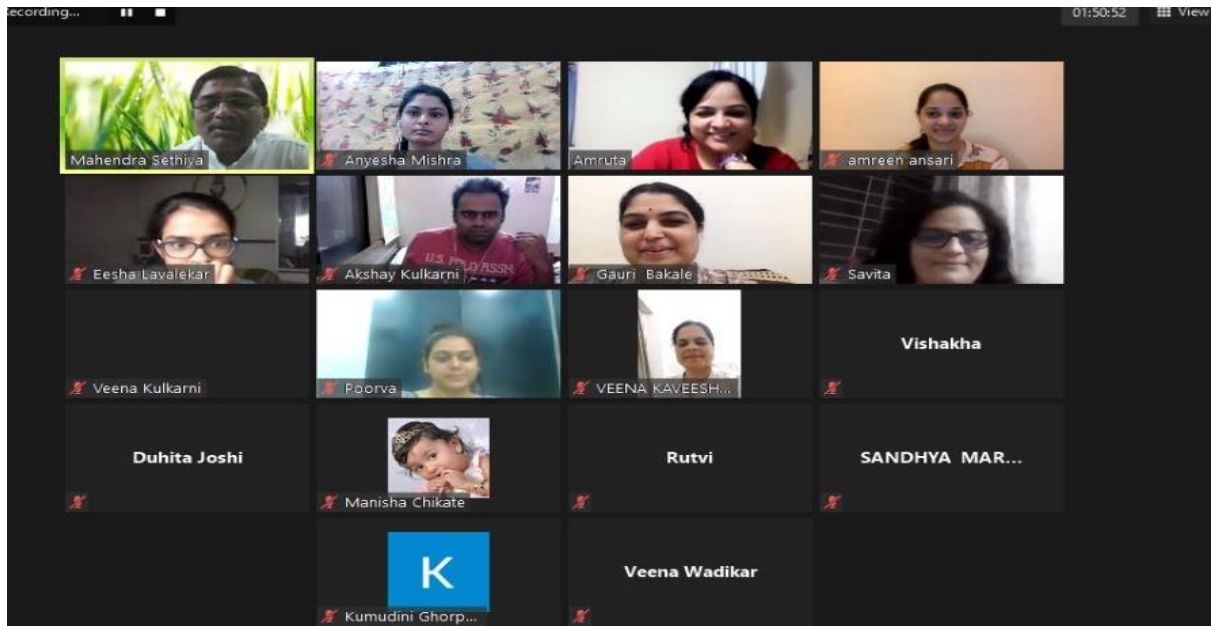 ecording...
01:50:52 View
Mahendra Sethiya
Anyesha Mishra
Amruta
amreen ansari
Eesha Lavalekar
U.S. POLO ASSN.
Akshay Kulkarni
Gauri Bakale
Savita
Veena Kulkarni
Poorva
VEENA KAVEESH...
Vishakha
Duhita Joshi
Manisha Chikate
Rutvi
SANDHYA MAR...
K
Kumudini Ghorp...
Veena Wadikar